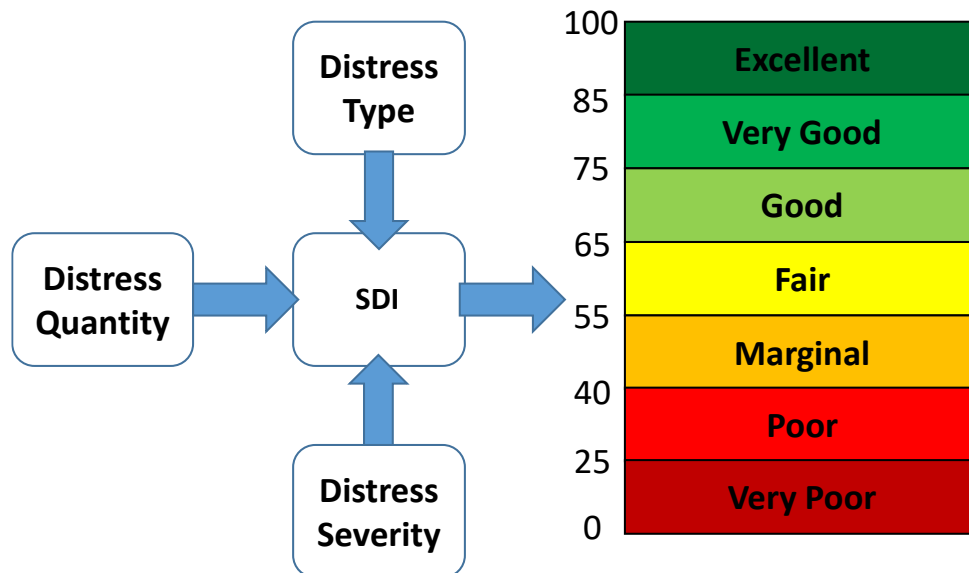 Distress
Type
Distress
Quantity
SDI
Distress
Severity
100
Excellent
85
Very Good
75
Good
65
Fair
55
Marginal
40
Poor
25
Very Poor
0